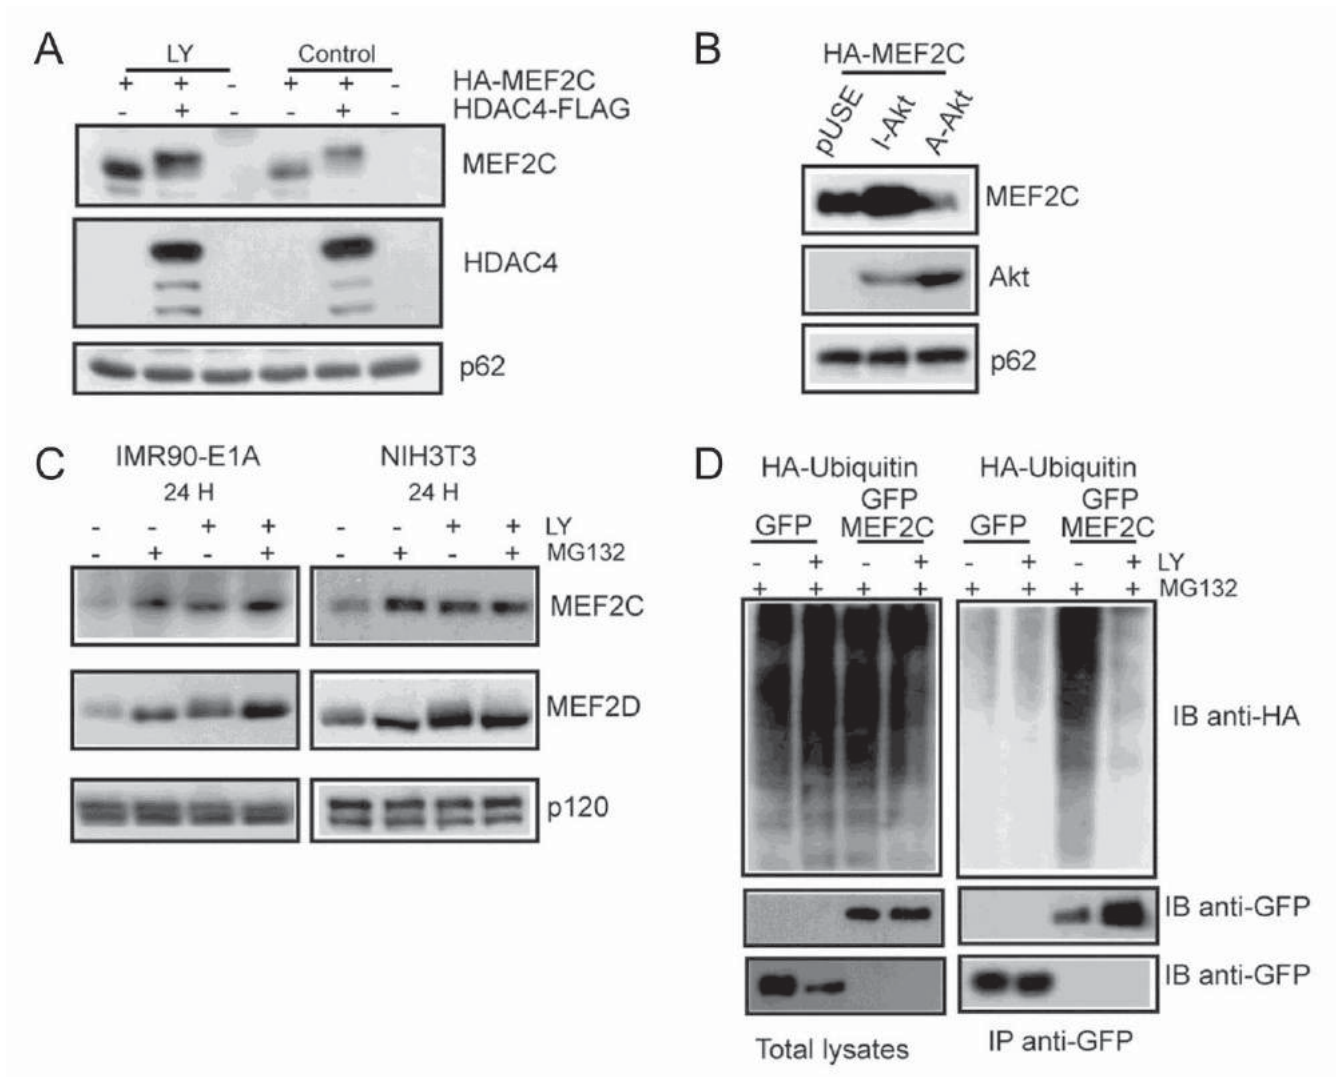 A
LY Control
+ + - + + - HA-MEF2C
- + - - + - HDAC4-FLAG
MEF2C
HDAC4
p62
B
HA-MEF2C
pUSE I-Akt A-Akt
MEF2C
Akt
p62
C
IMR90-E1A NIH3T3
24 H 24 H
- - + + - - + + LY
- + - + - + - + MG132
MEF2C
MEF2D
p120
D
HA-Ubiquitin HA-Ubiquitin
GFP GFP
GFP MEF2C GFP MEF2C
- + - + - + - + LY
+ + + + + + + + MG132
IB anti-HA
IB anti-GFP
IB anti-GFP
Total lysates IP anti-GFP